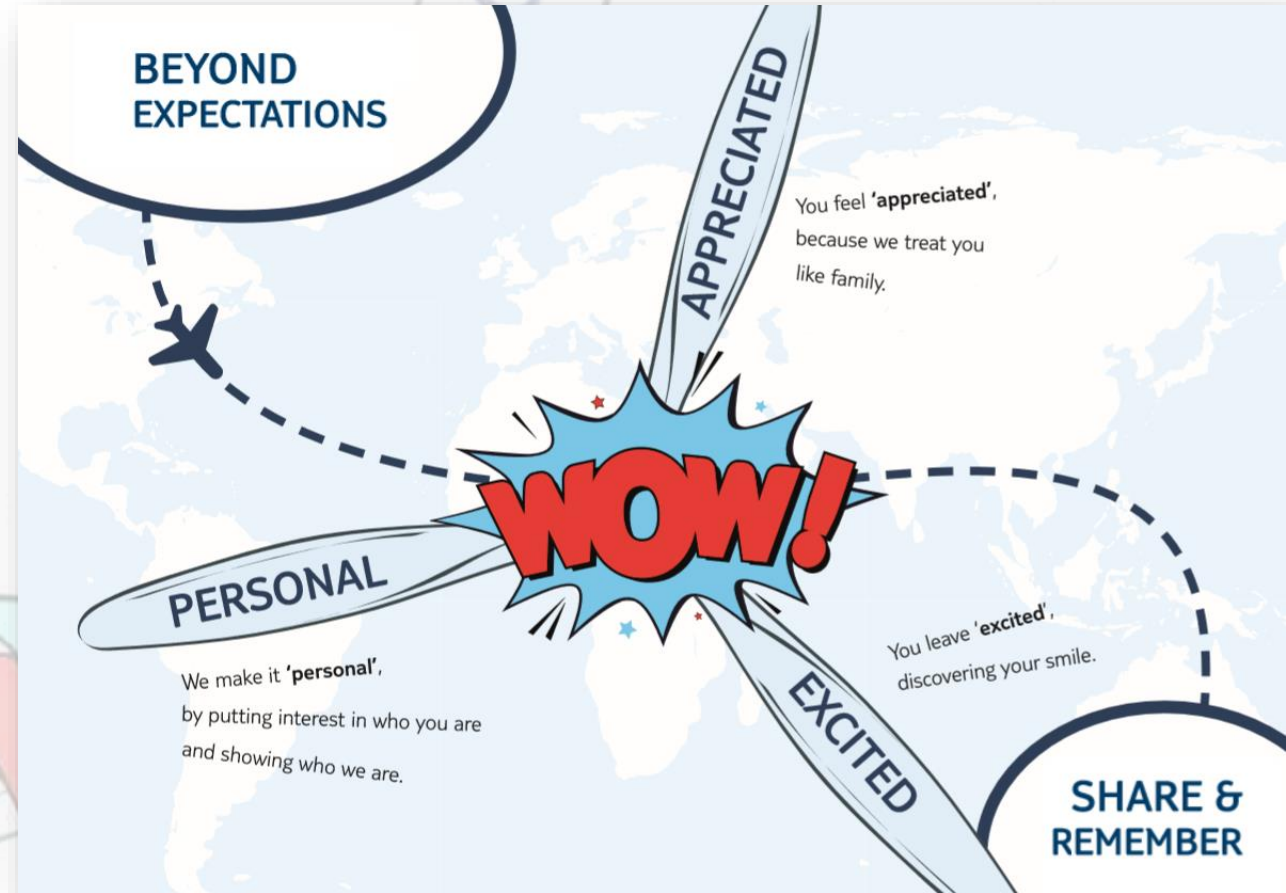 BEYOND
EXPECTATIONS
APPRECIATED
You feel 'appreciated',
because we treat you
like family.
WOW!
PERSONAL
We make it 'personal',
by putting interest in who you are
and showing who we are.
You leave 'excited',
discovering your smile.
EXCITED
SHARE &
REMEMBER